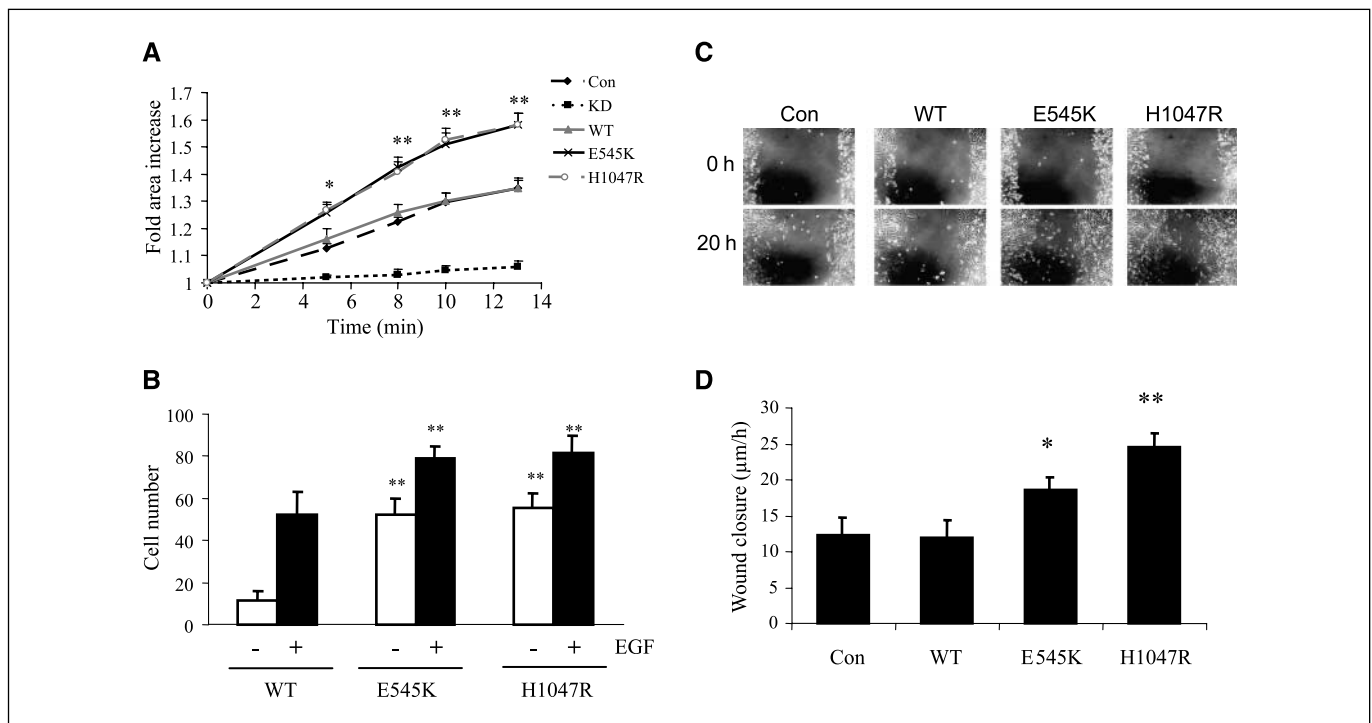 A
Fold area increase
1.7
1.6
1.5
1.4
1.3
1.2
1.1
1
0 2 4 6 8 10 12 14
Time (min)
* ** ** **
Con
KD
WT
E545K
H1047R
B
Cell number
100
80
60
40
20
0
** ** ** **
- + - + - + EGF
WT E545K H1047R
C
Con WT E545K H1047R
0 h
20 h
D
Wound closure (µm/h)
30
25
20
15
10
5
0
* **
Con WT E545K H1047R